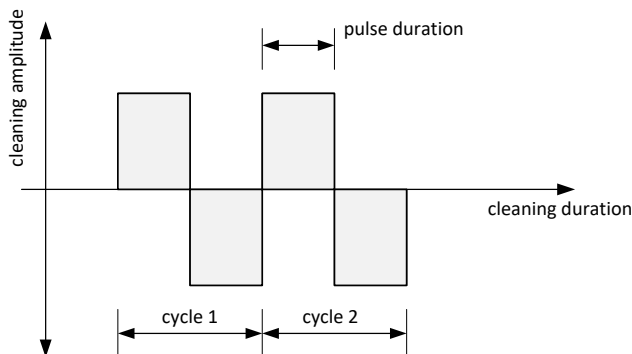 pulse duration
cleaning amplitude
cleaning duration
cycle 1
cycle 2